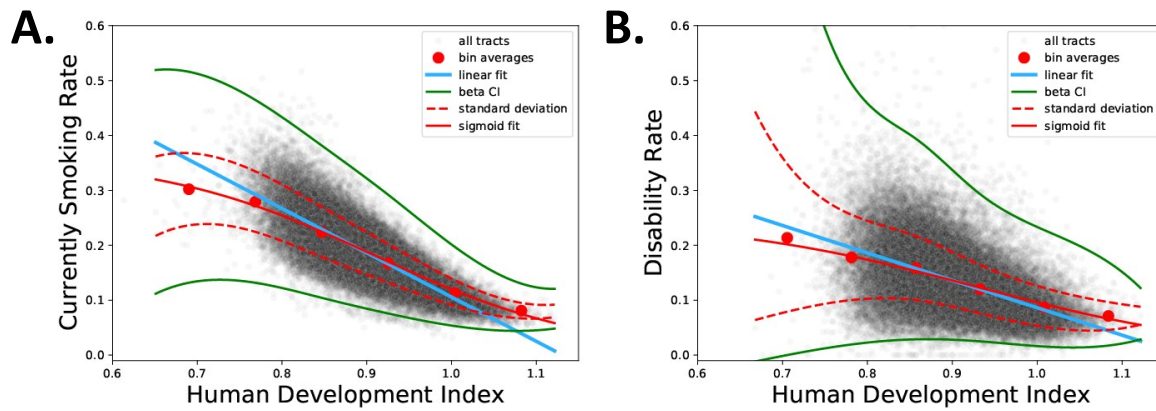 A.
Currently Smoking Rate
0.6
0.5
0.4
0.3
0.2
0.1
0.0
all tracts
bin averages
linear fit
beta CI
standard deviation
sigmoid fit
0.6 0.7 0.8 0.9 1.0 1.1
Human Development Index
B.
Disability Rate
0.6
0.5
0.4
0.3
0.2
0.1
0.0
all tracts
bin averages
linear fit
beta CI
standard deviation
sigmoid fit
0.6 0.7 0.8 0.9 1.0 1.1
Human Development Index